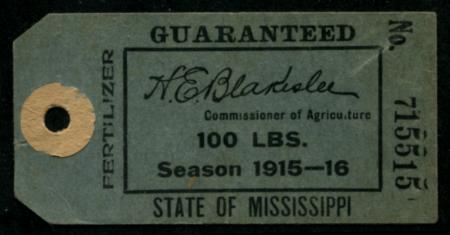 GUARANTEED
FERTILIZER
H.E. Blakeslee
Commissioner of Agriculture
100 LBS.
Season 1915—16
STATE OF MISSISSIPPI
No. 715515